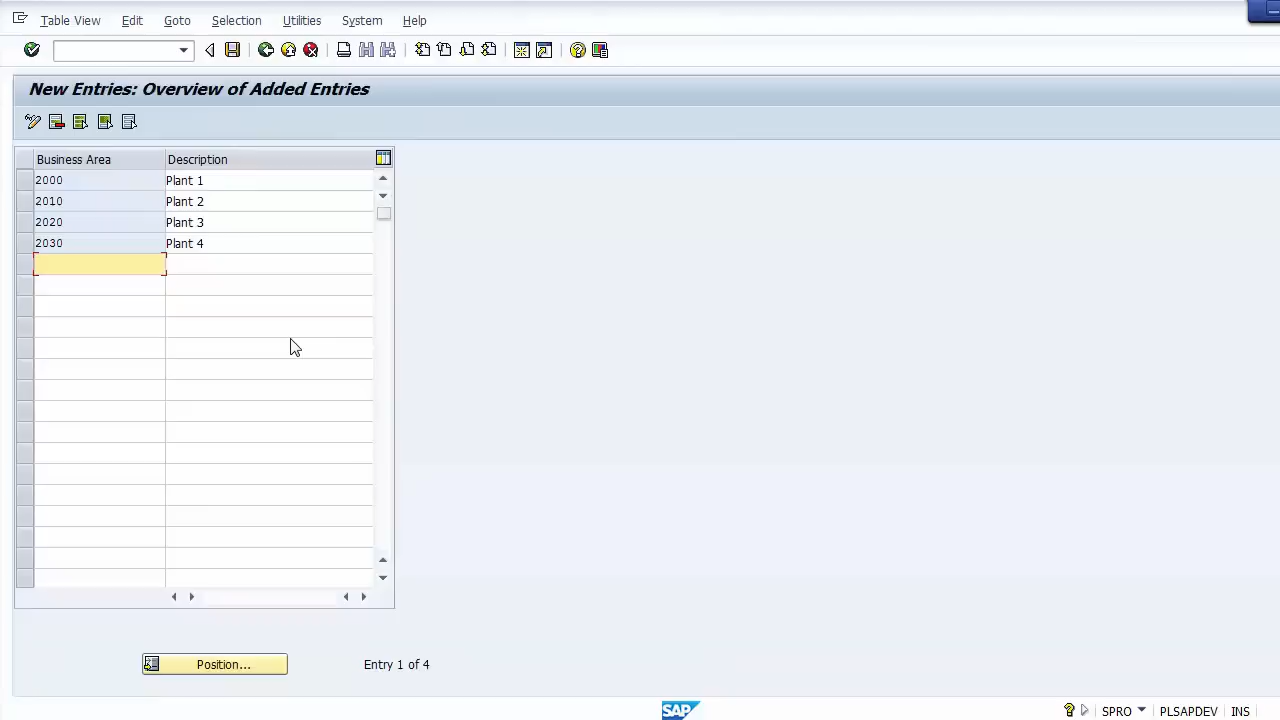 Table View Edit Goto Selection Utilities System Help
New Entries: Overview of Added Entries
Business Area Description
2000 Plant 1
2010 Plant 2
2020 Plant 3
2030 Plant 4
Position... Entry 1 of 4
SAP SPRO PLSAPDEV INS